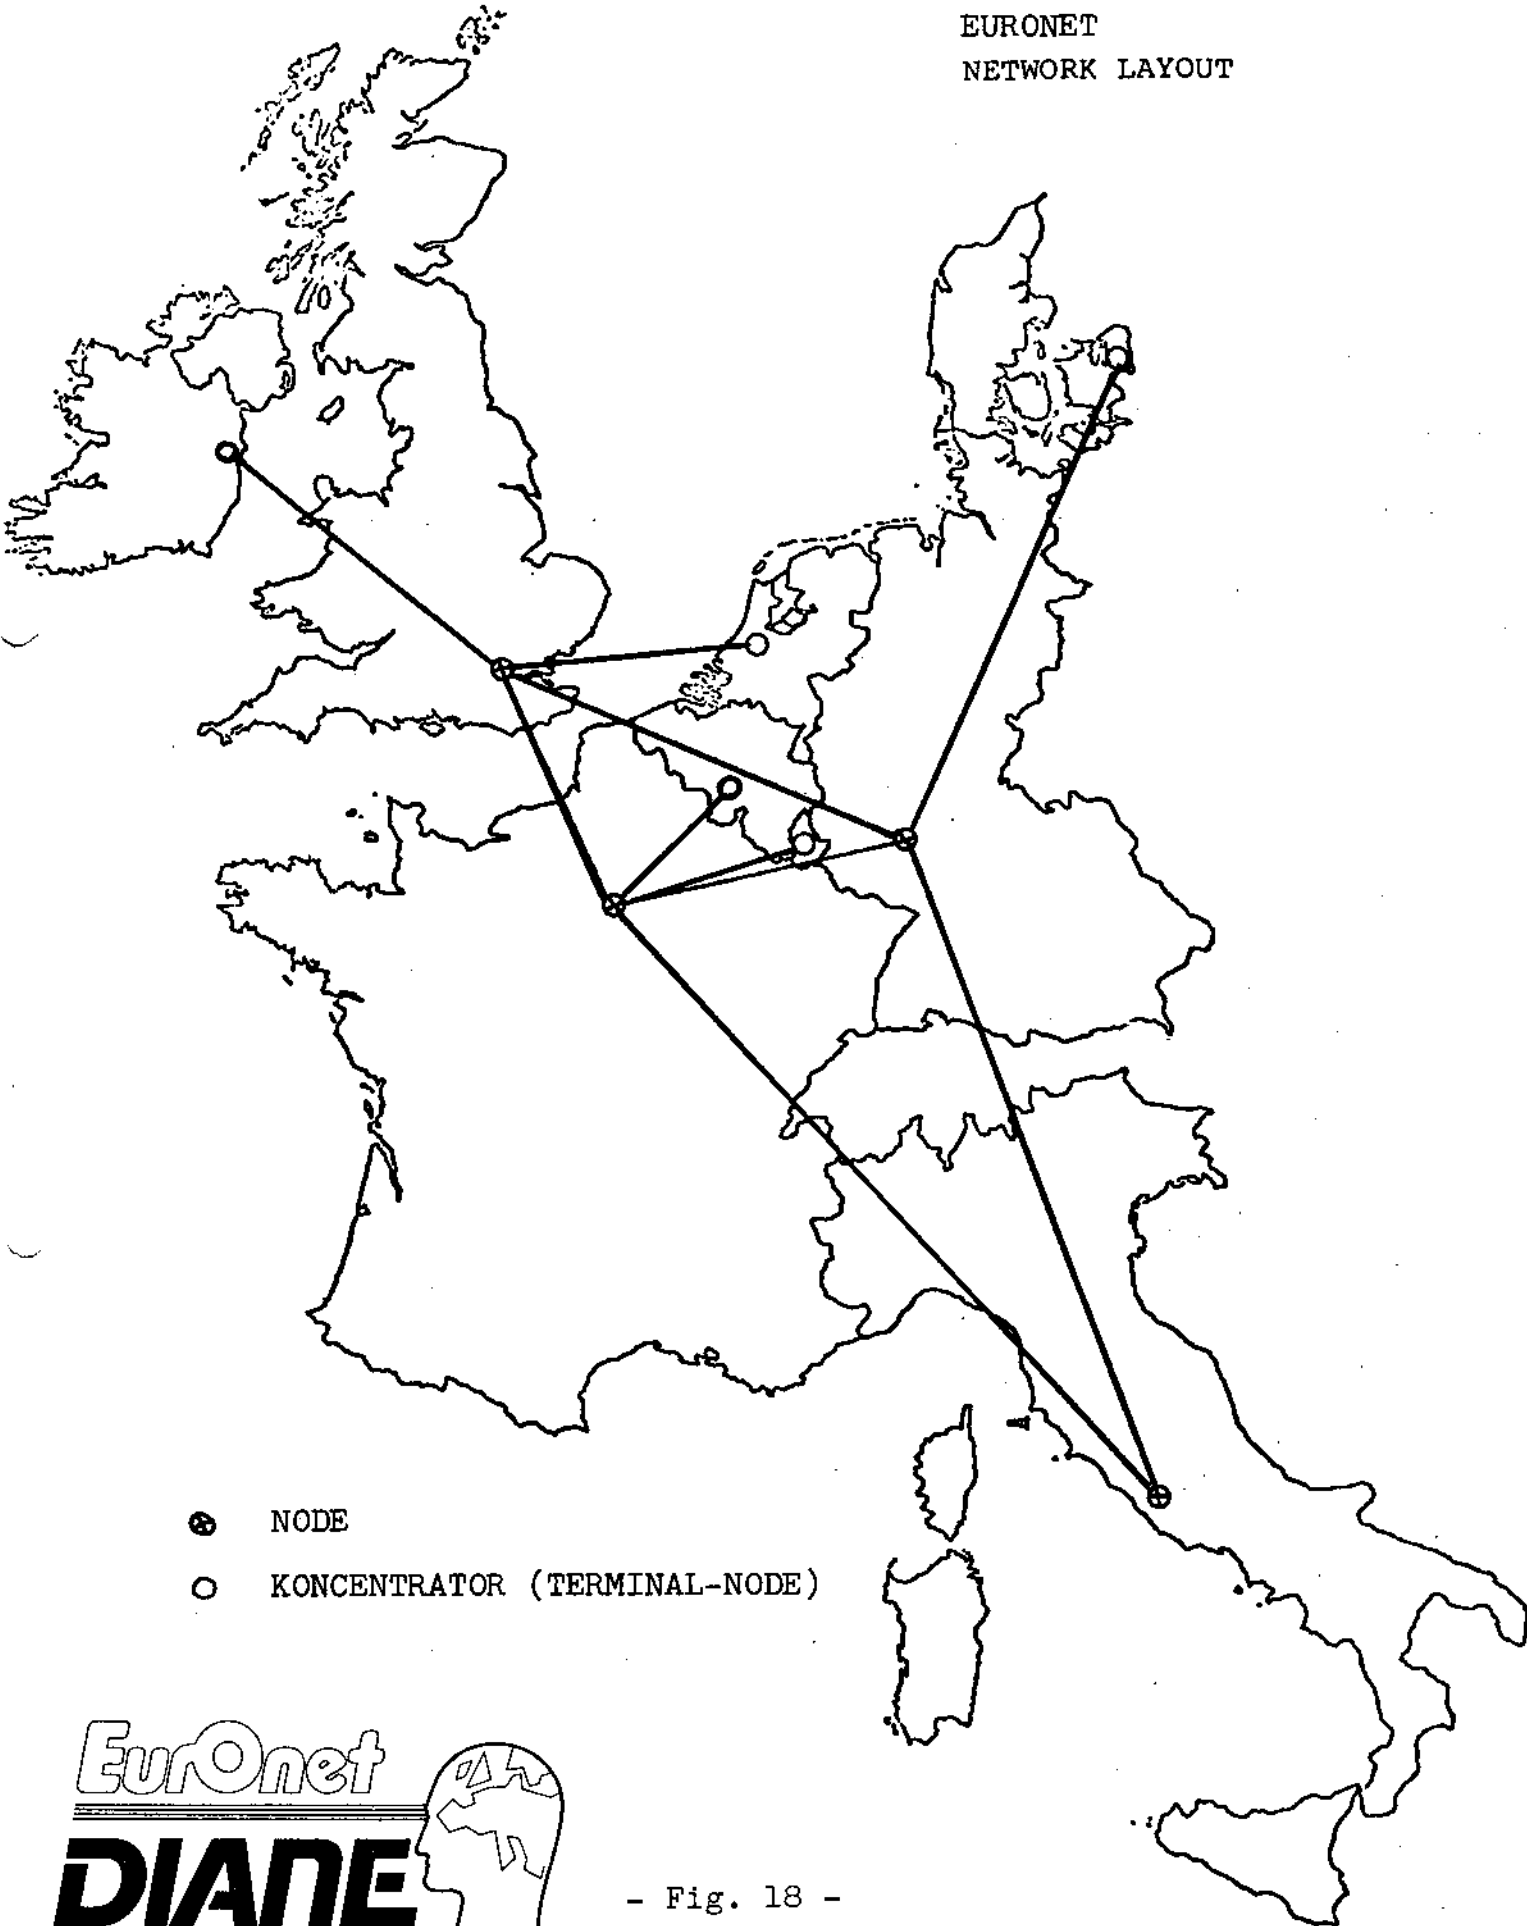 EURONET
NETWORK LAYOUT
NODE
KONCENTRATOR (TERMINAL-NODE)
EurOnet
DIANE
- Fig. 18 -